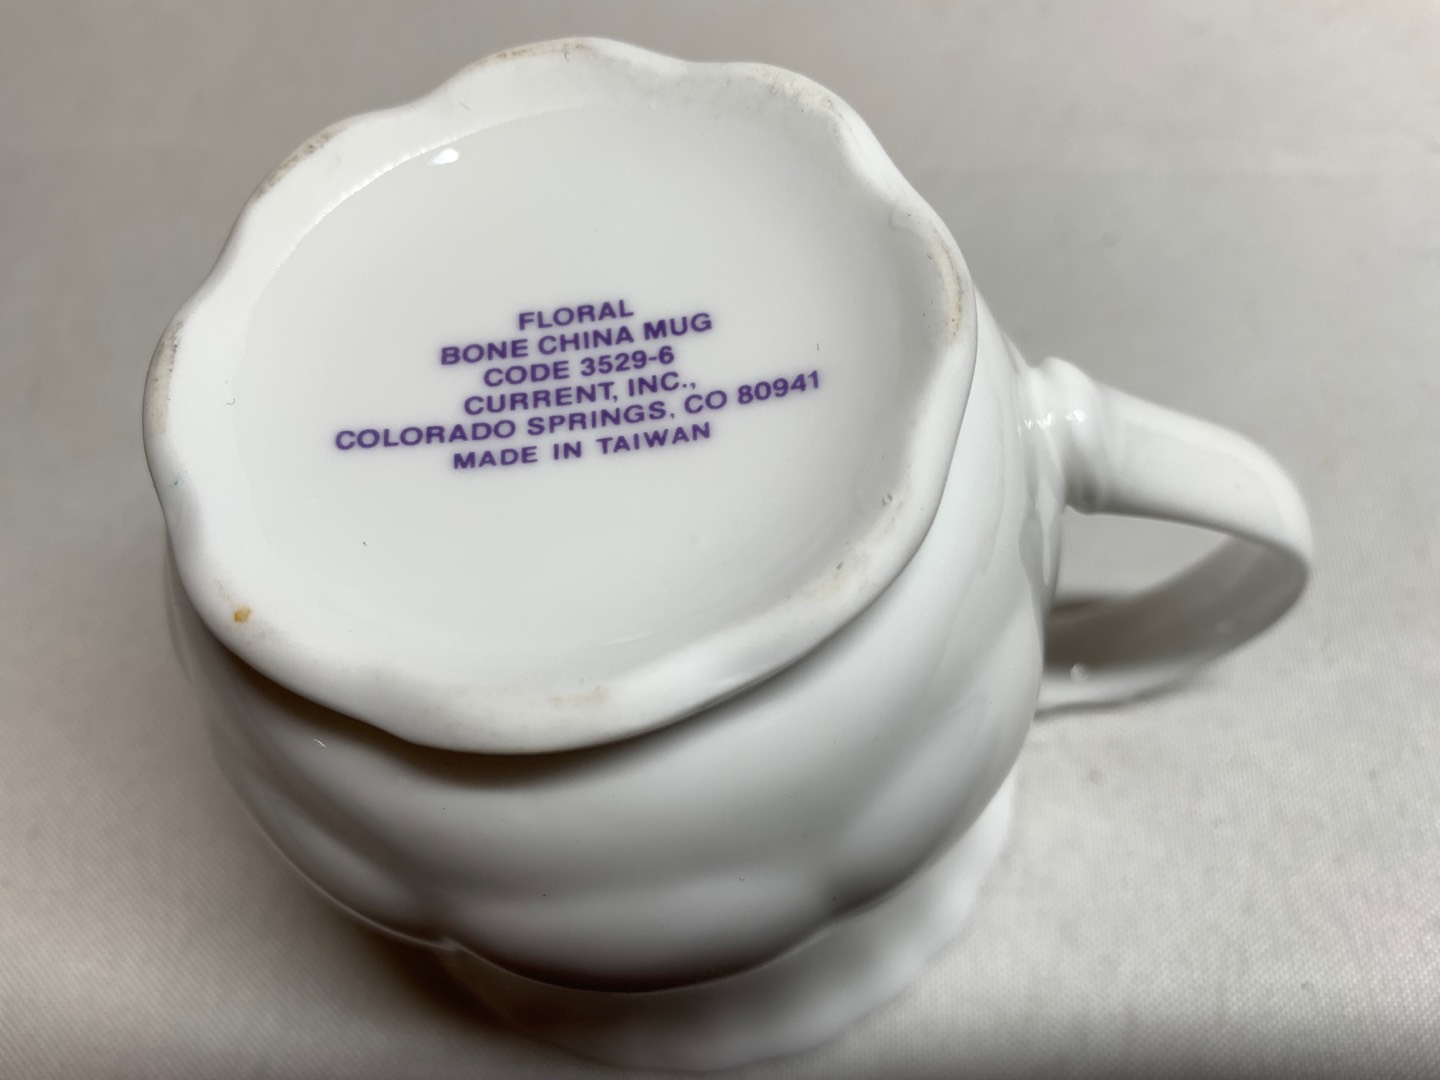 FLORAL
BONE CHINA MUG
CODE 3529-6
CURRENT, INC.,
COLORADO SPRINGS, CO 80941
MADE IN TAIWAN